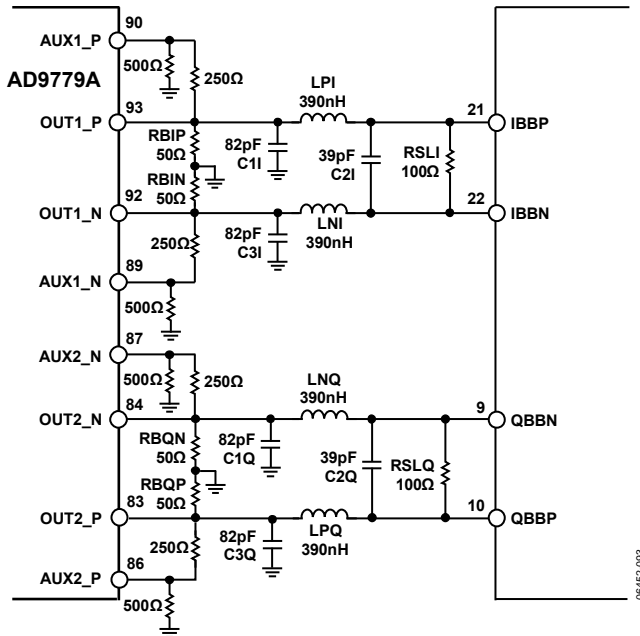 90
AUX1_P
500Ω
250Ω
AD9779A
LPI
390nH
93
21
OUT1_P
IBBP
RBIP
50Ω
82pF
C1I
39pF
C2I
RSLI
100Ω
RBIN
50Ω
92
22
OUT1_N
IBBN
250Ω
82pF
C3I
LNI
390nH
89
AUX1_N
500Ω
87
AUX2_N
500Ω
250Ω
LNQ
390nH
84
9
OUT2_N
QBBN
RBQN
50Ω
82pF
C1Q
39pF
C2Q
RSLQ
100Ω
RBQP
50Ω
83
10
OUT2_P
QBBP
250Ω
82pF
C3Q
LPQ
390nH
86
AUX2_P
500Ω
06452-003